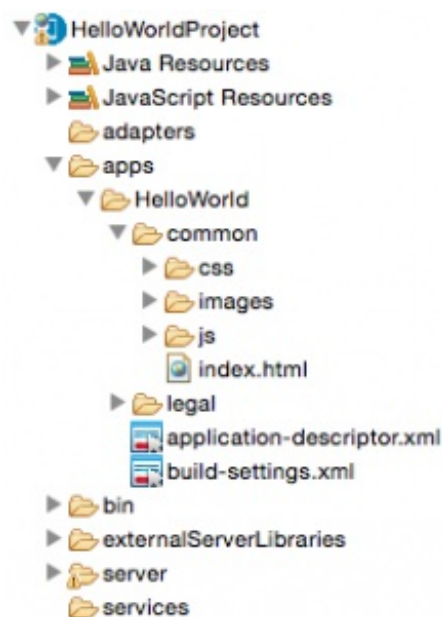 HelloWorldProject
Java Resources
JavaScript Resources
adapters
apps
HelloWorld
common
css
images
js
index.html
legal
application-descriptor.xml
build-settings.xml
bin
externalServerLibraries
server
services